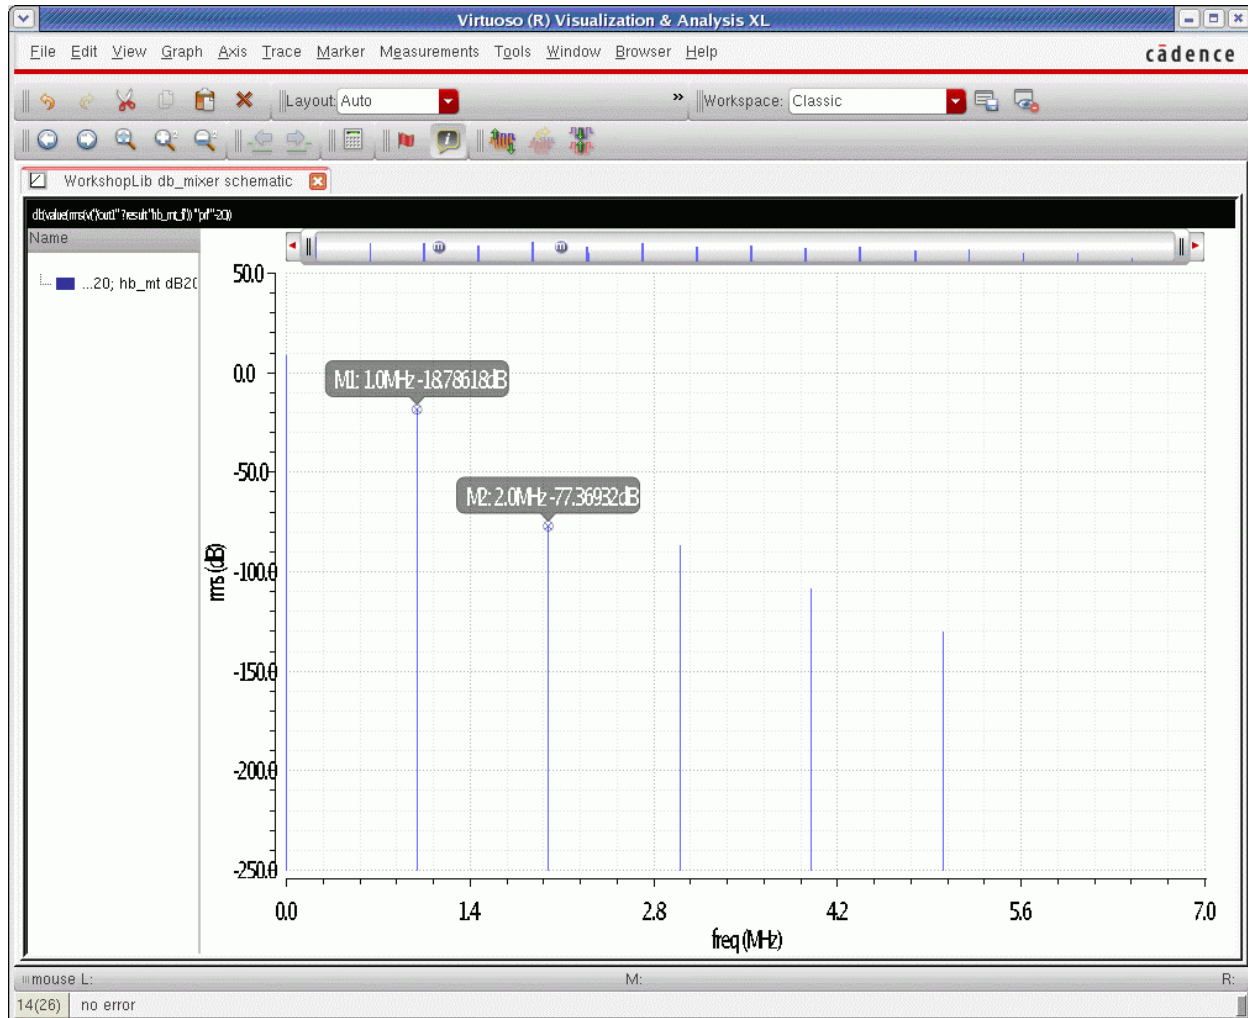 Virtuoso (R) Visualization & Analysis XL
File Edit View Graph Axis Trace Marker Measurements Tools Window Browser Help
cādence
Layout: Auto
» Workspace: Classic
WorkshopLib db_mixer schematic
Name
...20; hb_mt dB20
50.0
0.0
-50.0
-100.0
-150.0
-200.0
-250.0
rms (dB)
M1: 1.0MHz -18.78618dB
M2: 2.0MHz -77.36932dB
0.0 1.4 2.8 4.2 5.6 7.0
freq (MHz)
mouse L: M: R:
14(26) no error